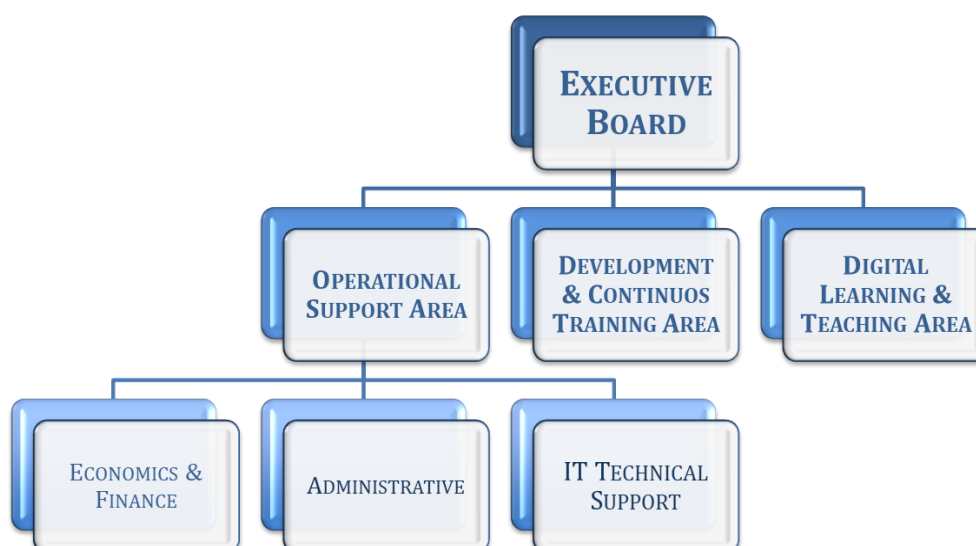 EXECUTIVE
BOARD
OPERATIONAL
SUPPORT AREA
DEVELOPMENT
& CONTINUOS
TRAINING AREA
DIGITAL
LEARNING &
TEACHING AREA
ECONOMICS &
FINANCE
ADMINISTRATIVE
IT TECHNICAL
SUPPORT